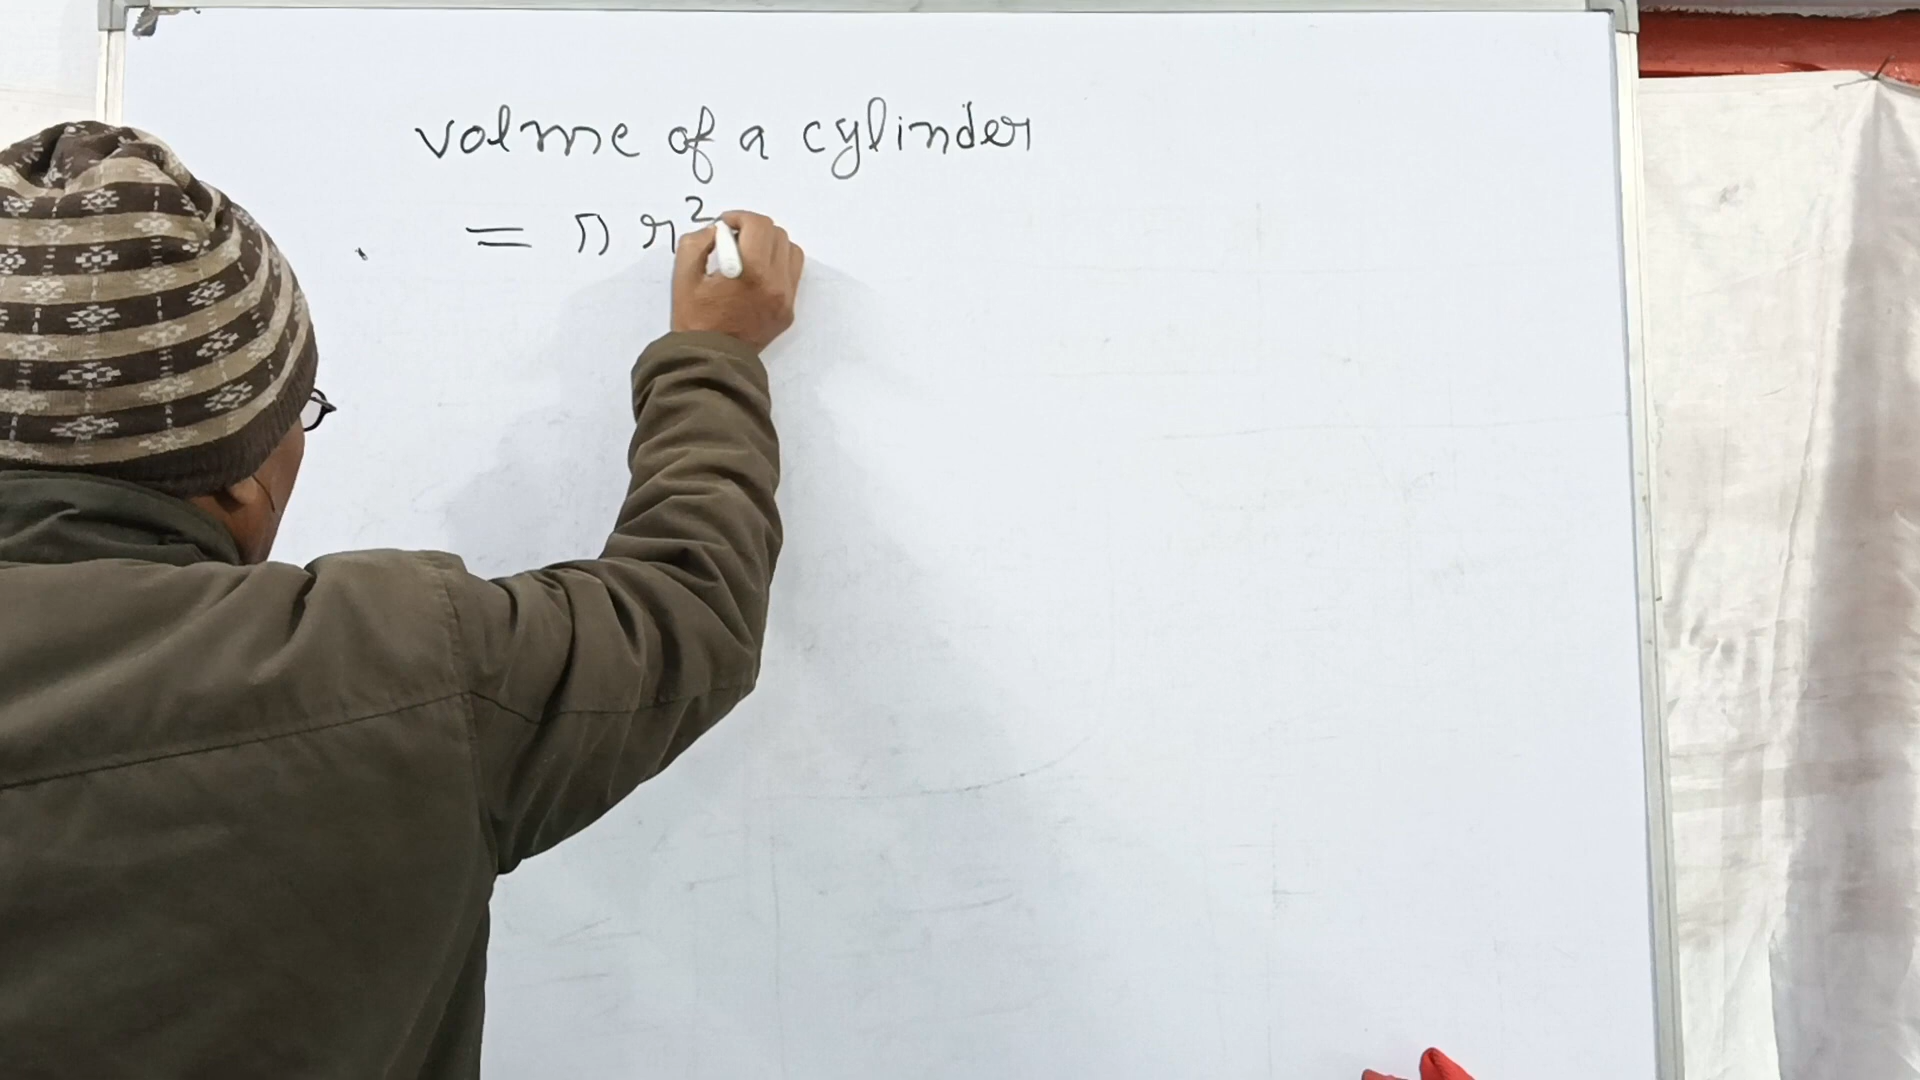 volme of a cylinder
= π r²